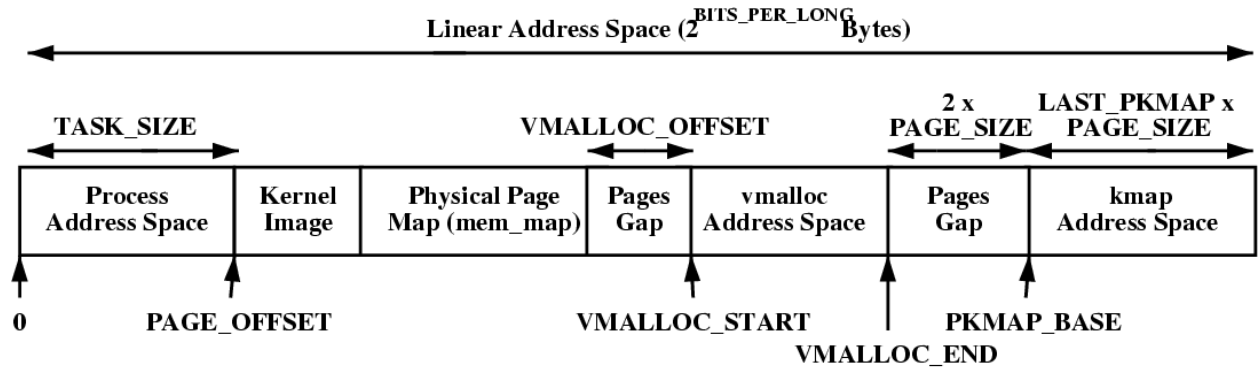 Linear Address Space (2^BITS_PER_LONG Bytes)
2 x LAST_PKMAP x
TASK_SIZE VMALLOC_OFFSET PAGE_SIZE PAGE_SIZE
Process Kernel Physical Page Pages vmalloc Pages kmap
Address Space Image Map (mem_map) Gap Address Space Gap Address Space
0 PAGE_OFFSET VMALLOC_START PKMAP_BASE
VMALLOC_END